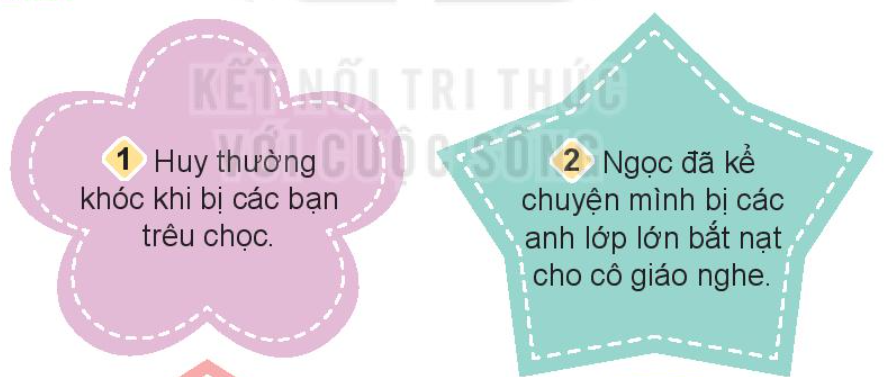 KẾT NỐI TRI THỨC
VỚI CUỘC SỐNG
1 Huy thường
khóc khi bị các bạn
trêu chọc.
2 Ngọc đã kể
chuyện mình bị các
anh lớp lớn bắt nạt
cho cô giáo nghe.